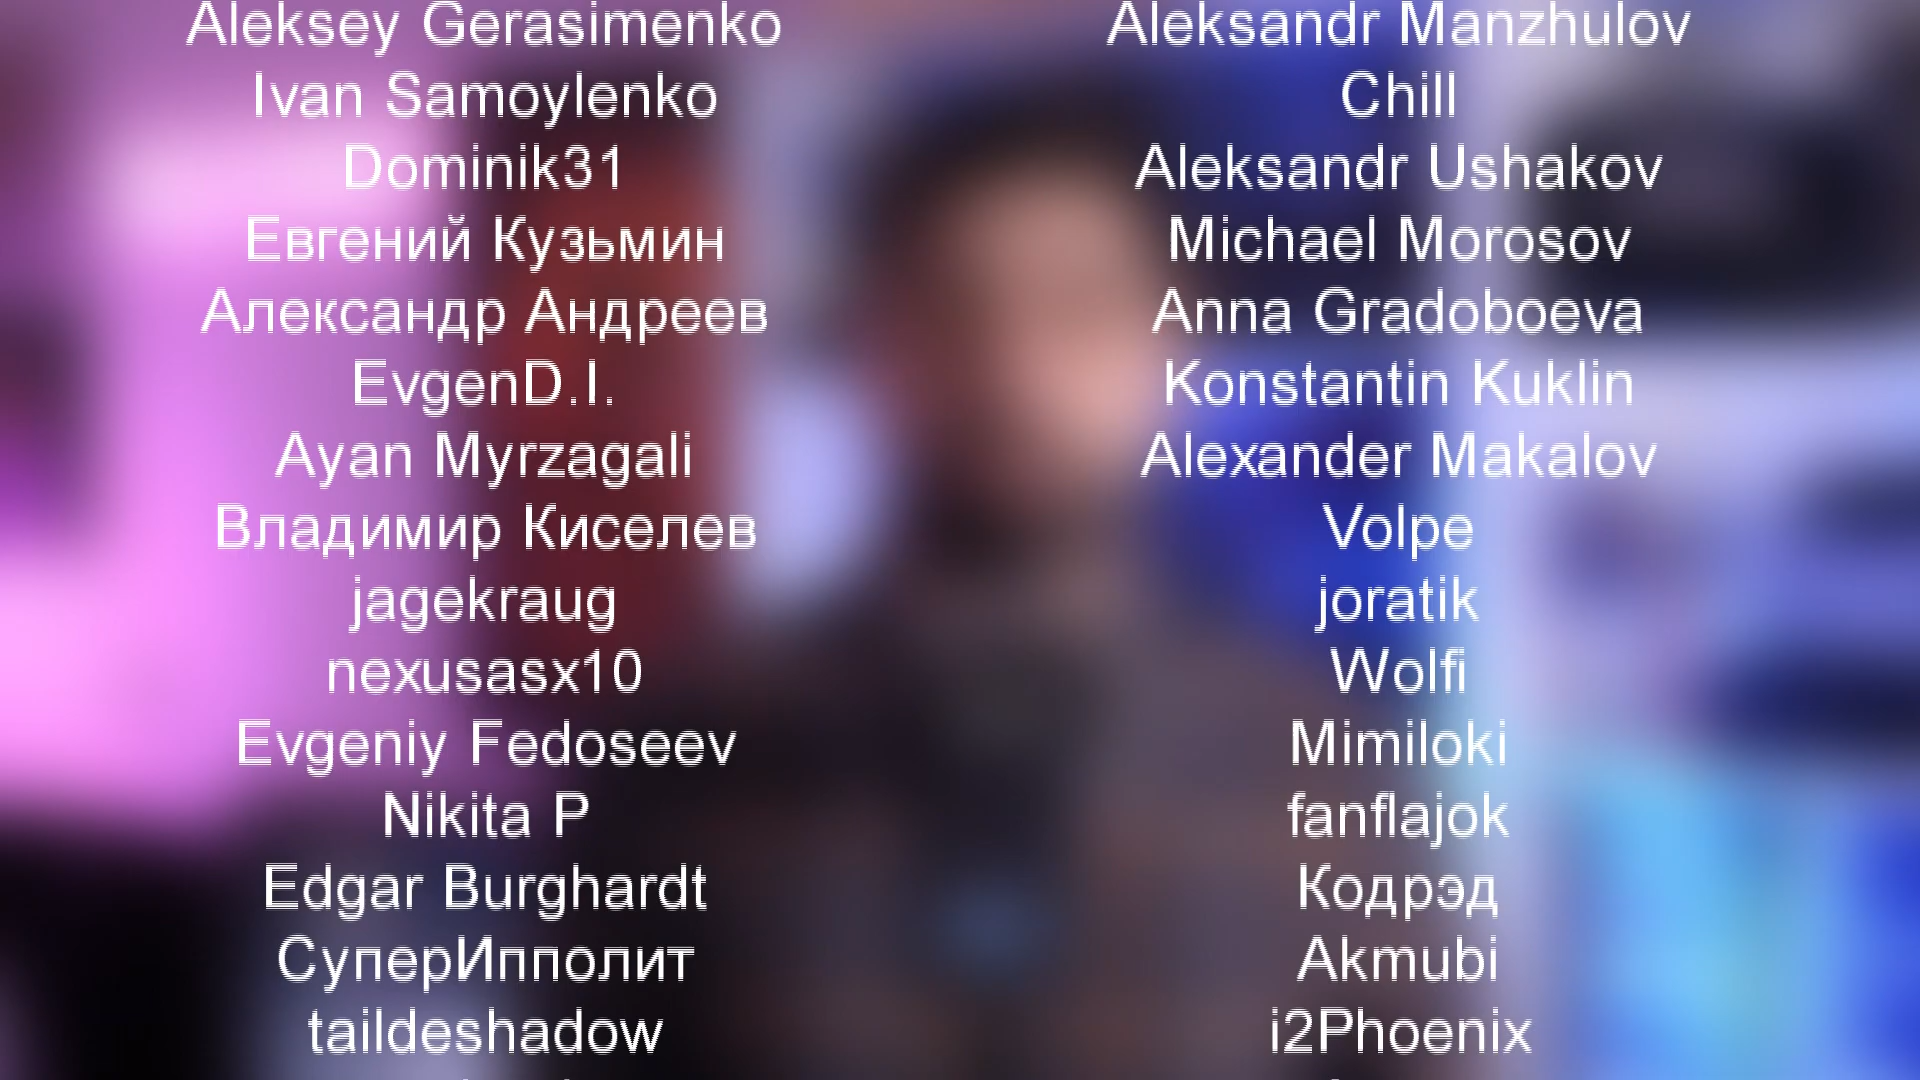 Aleksey Gerasimenko
Ivan Samoylenko
Dominik31
Евгений Кузьмин
Александр Андреев
EvgenD.I.
Ayan Myrzagali
Владимир Киселев
jagekraug
nexusasx10
Evgeniy Fedoseev
Nikita P
Edgar Burghardt
СуперИпполит
taildeshadow
Aleksandr Manzhulov
Chill
Aleksandr Ushakov
Michael Morosov
Anna Gradoboeva
Konstantin Kuklin
Alexander Makalov
Volpe
joratik
Wolfi
Mimiloki
fanflajok
Кодрэд
Akmubi
i2Phoenix